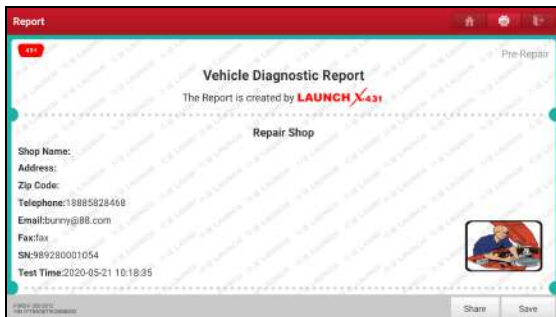 Report
431
Pre-Repair
Vehicle Diagnostic Report
The Report is created by LAUNCH X431
Repair Shop
Shop Name:
Address:
Zip Code:
Telephone:18885828468
Email:bunny@88.com
Fax:fax
SN:989280001054
Test Time:2020-05-21 10:18:35
Share
Save